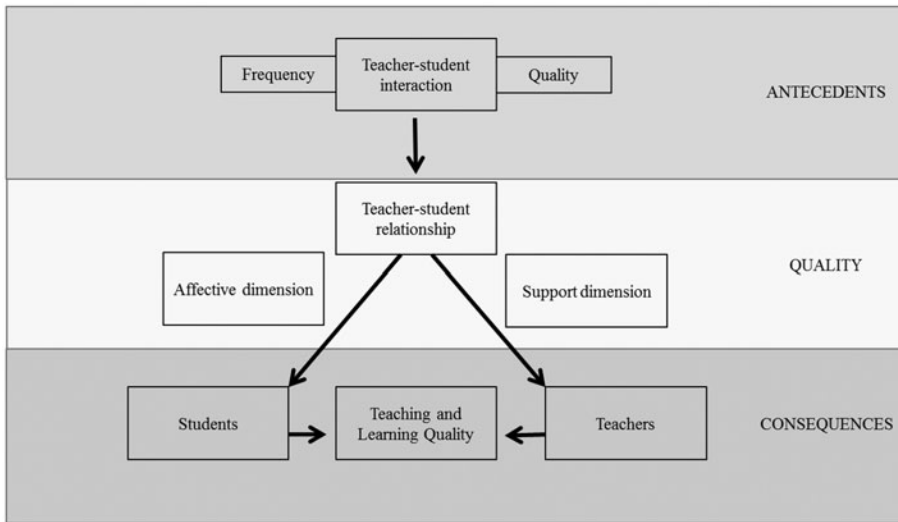 Frequency
Teacher-student
interaction
Quality
ANTECEDENTS
Teacher-student
relationship
QUALITY
Affective dimension
Support dimension
Students
Teaching and
Learning Quality
Teachers
CONSEQUENCES